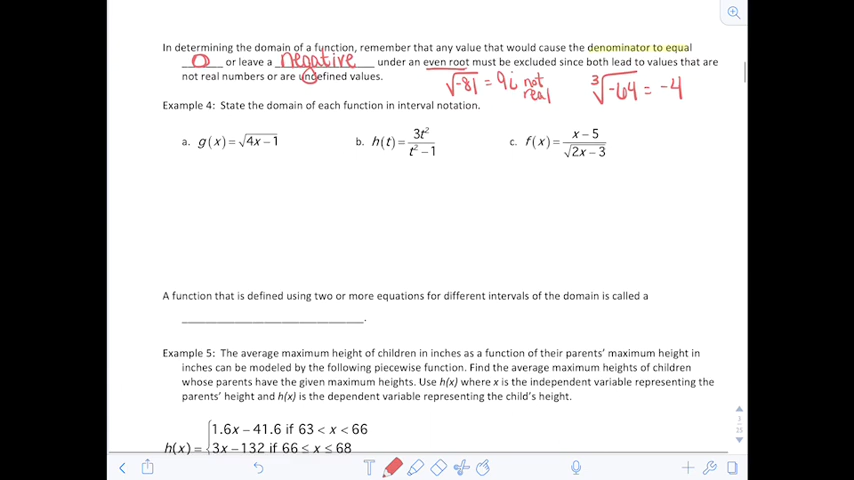 In determining the domain of a function, remember that any value that would cause the denominator to equal
0 or leave a negative under an even root must be excluded since both lead to values that are
not real numbers or are undefined values.
√-81 = 9i not real
∛-64 = -4
Example 4: State the domain of each function in interval notation.
a. g(x) = √4x − 1 b. h(t) = 3t² / t² − 1 c. f(x) = x − 5 / √2x − 3
A function that is defined using two or more equations for different intervals of the domain is called a
____________________________.
Example 5: The average maximum height of children in inches as a function of their parents' maximum height in
inches can be modeled by the following piecewise function. Find the average maximum heights of children
whose parents have the given maximum heights. Use h(x) where x is the independent variable representing the
parents' height and h(x) is the dependent variable representing the child's height.
1.6x − 41.6 if 63 < x < 66
h(x) = { 3x − 132 if 66 ≤ x ≤ 68